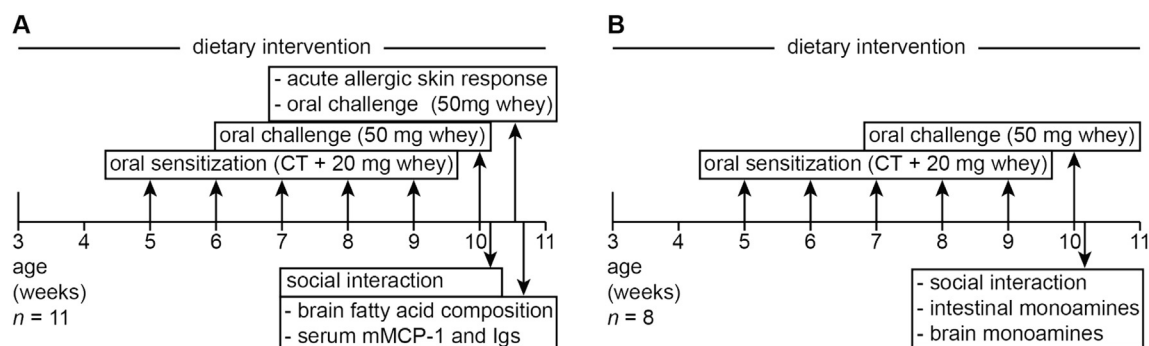 A
dietary intervention
- acute allergic skin response
- oral challenge (50mg whey)
oral challenge (50 mg whey)
oral sensitization (CT + 20 mg whey)
3 4 5 6 7 8 9 10 11
age
(weeks)
n = 11
social interaction
- brain fatty acid composition
- serum mMCP-1 and Igs
B
dietary intervention
oral challenge (50 mg whey)
oral sensitization (CT + 20 mg whey)
3 4 5 6 7 8 9 10 11
age
(weeks)
n = 8
- social interaction
- intestinal monoamines
- brain monoamines